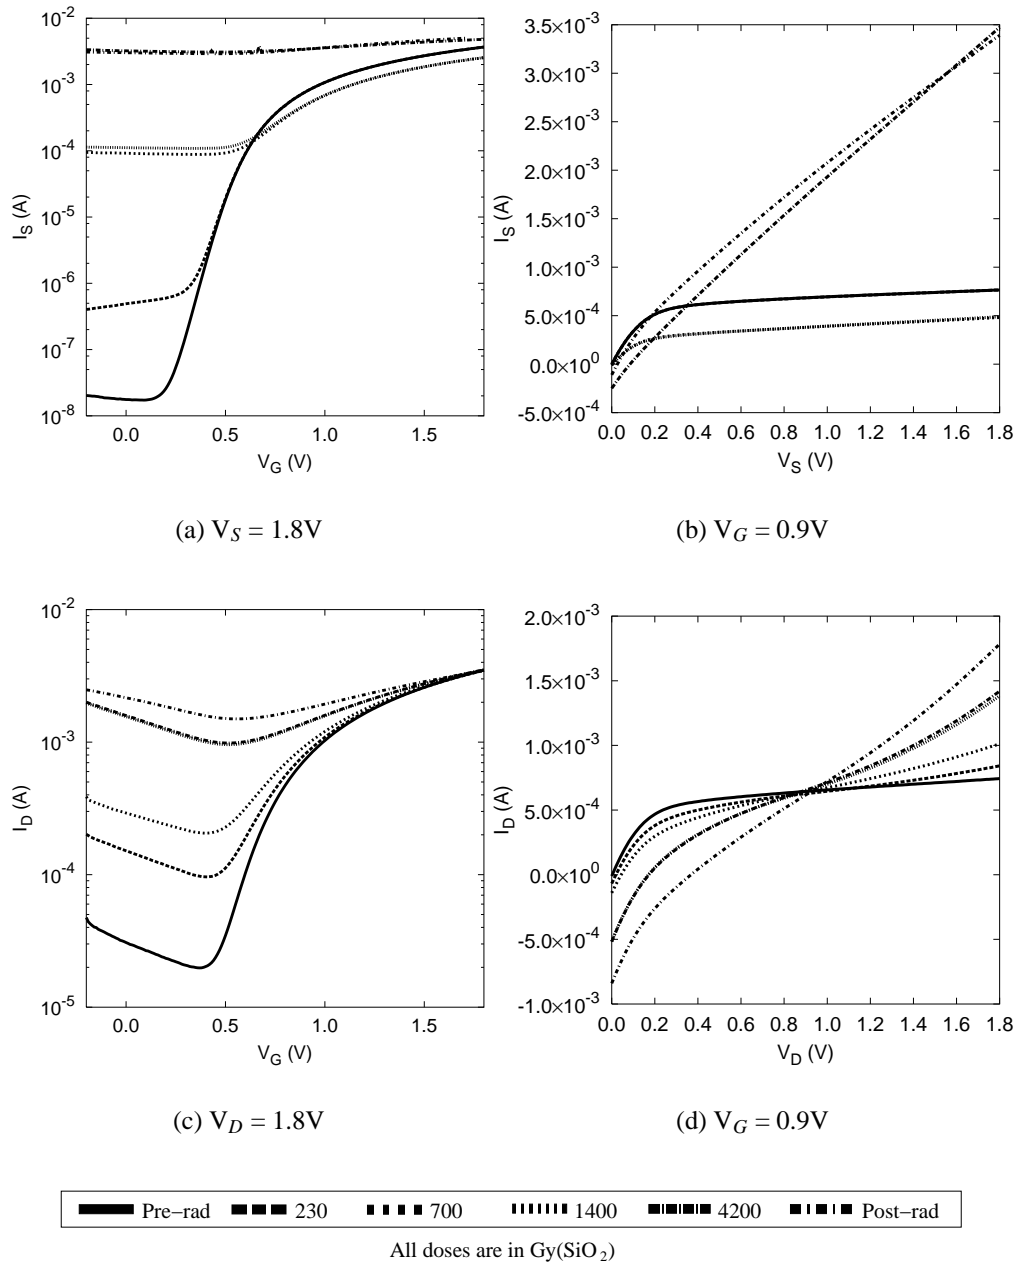 10⁻²
10⁻³
10⁻⁴
10⁻⁵
10⁻⁶
10⁻⁷
10⁻⁸
I_S (A)
0.0 0.5 1.0 1.5
V_G (V)
(a) V_S = 1.8V
3.5×10⁻³
3.0×10⁻³
2.5×10⁻³
2.0×10⁻³
1.5×10⁻³
1.0×10⁻³
5.0×10⁻⁴
0.0×10⁰
-5.0×10⁻⁴
I_S (A)
0.0 0.2 0.4 0.6 0.8 1.0 1.2 1.4 1.6 1.8
V_S (V)
(b) V_G = 0.9V
10⁻²
10⁻³
10⁻⁴
10⁻⁵
I_D (A)
0.0 0.5 1.0 1.5
V_G (V)
(c) V_D = 1.8V
2.0×10⁻³
1.5×10⁻³
1.0×10⁻³
5.0×10⁻⁴
0.0×10⁰
-5.0×10⁻⁴
-1.0×10⁻³
I_D (A)
0.0 0.2 0.4 0.6 0.8 1.0 1.2 1.4 1.6 1.8
V_D (V)
(d) V_G = 0.9V
Pre−rad 230 700 1400 4200 Post−rad
All doses are in Gy(SiO₂)